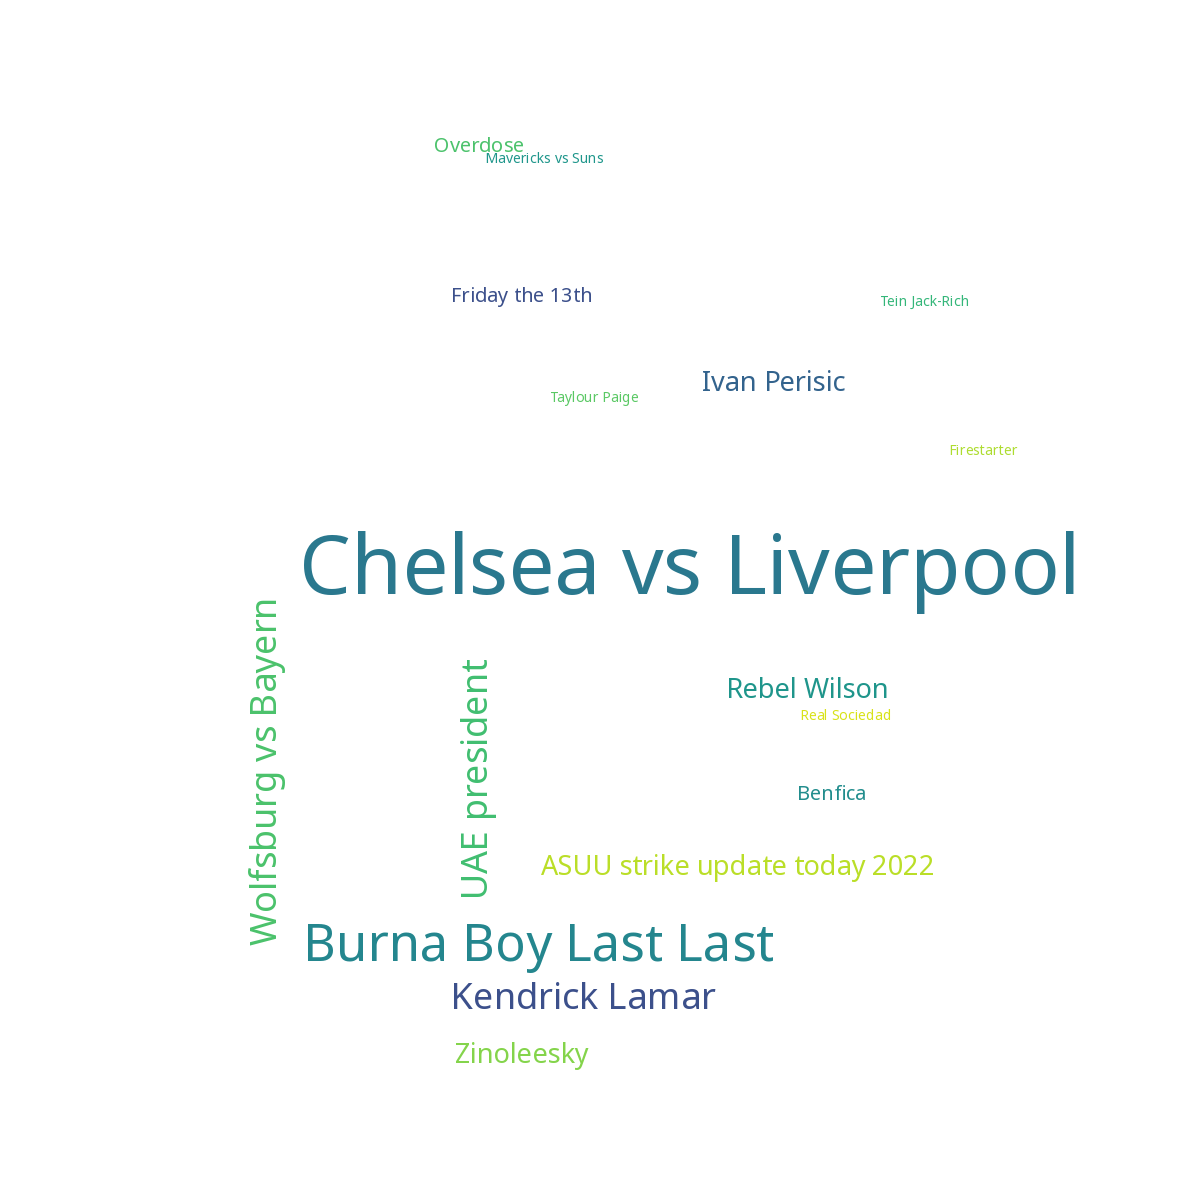 Overdose
Mavericks vs Suns
Friday the 13th
Tein Jack-Rich
Ivan Perisic
Taylour Paige
Firestarter
Chelsea vs Liverpool
Wolfsburg vs Bayern
UAE president
Rebel Wilson
Real Sociedad
Benfica
ASUU strike update today 2022
Burna Boy Last Last
Kendrick Lamar
Zinoleesky